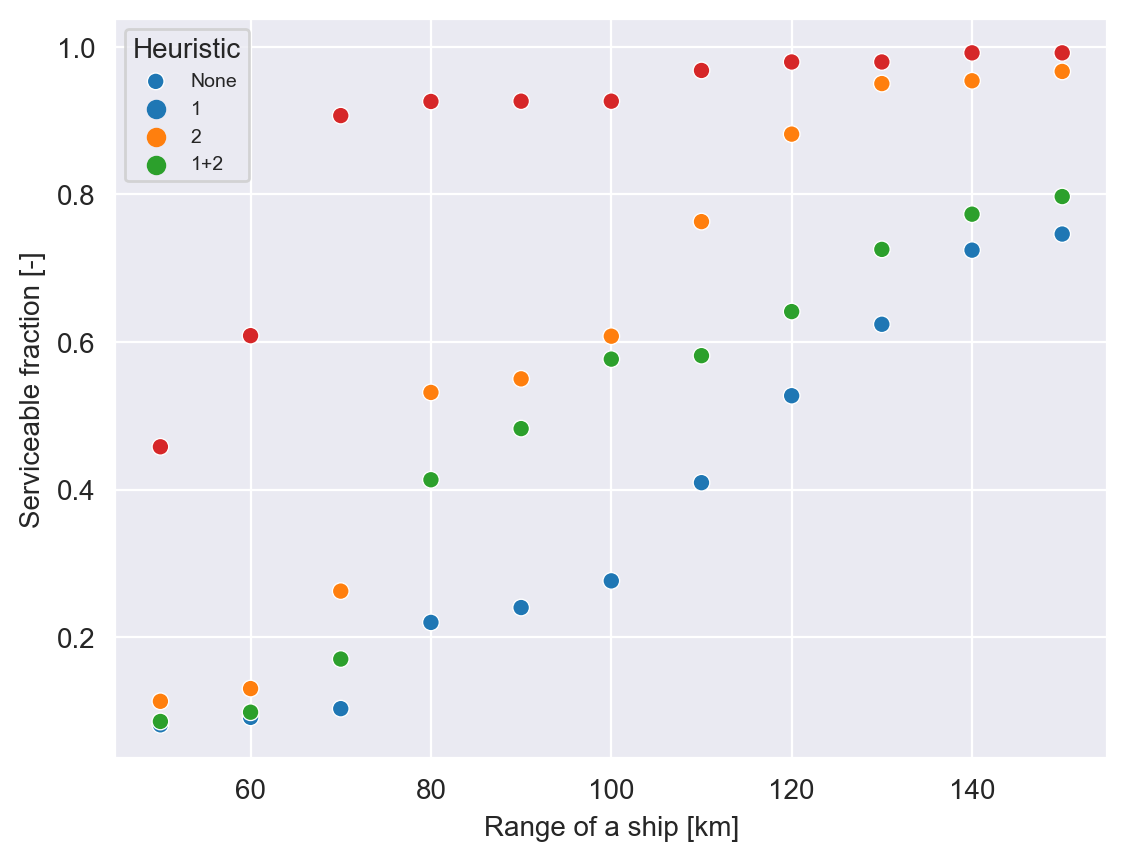 Heuristic
None
1
2
1+2
1.0
0.8
0.6
0.4
0.2
Serviceable fraction [-]
60 80 100 120 140
Range of a ship [km]